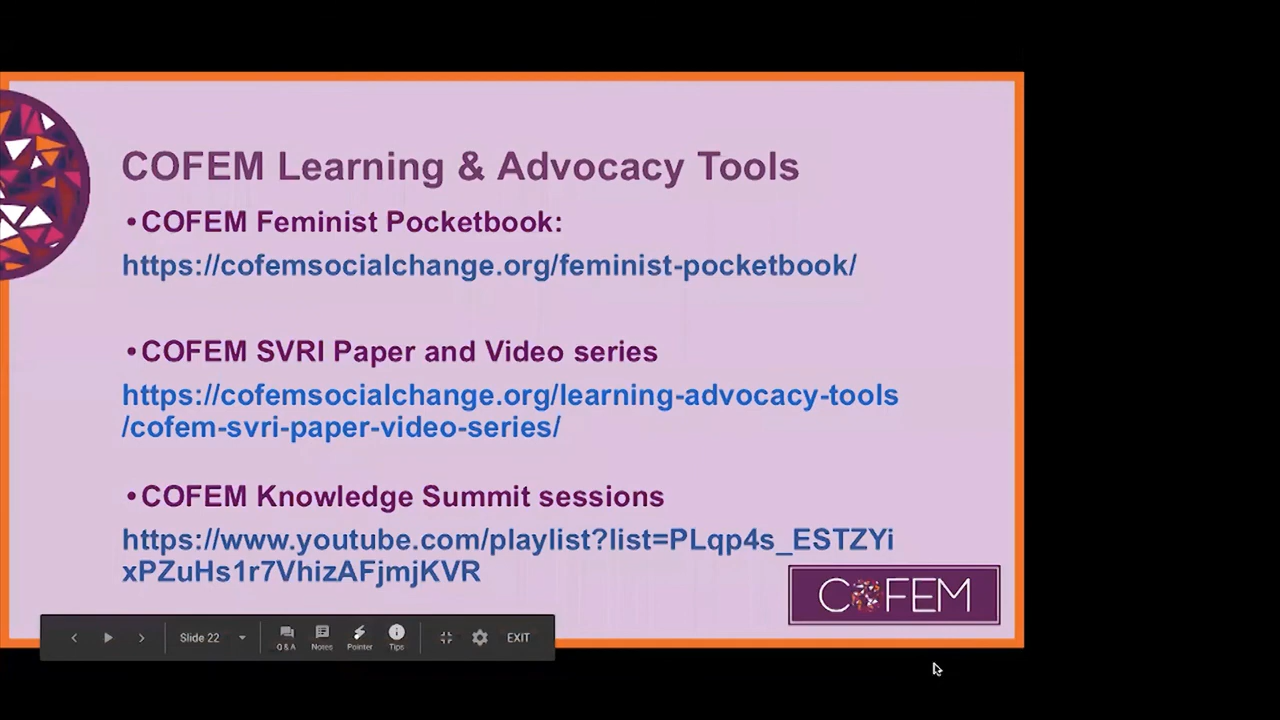 COFEM Learning & Advocacy Tools
•COFEM Feminist Pocketbook:
https://cofemsocialchange.org/feminist-pocketbook/
•COFEM SVRI Paper and Video series
https://cofemsocialchange.org/learning-advocacy-tools
/cofem-svri-paper-video-series/
•COFEM Knowledge Summit sessions
https://www.youtube.com/playlist?list=PLqp4s_ESTZYi
xPZuHs1r7VhizAFjmjKVR
COFEM
Slide 22
Q & A
Notes
Pointer
Tips
EXIT